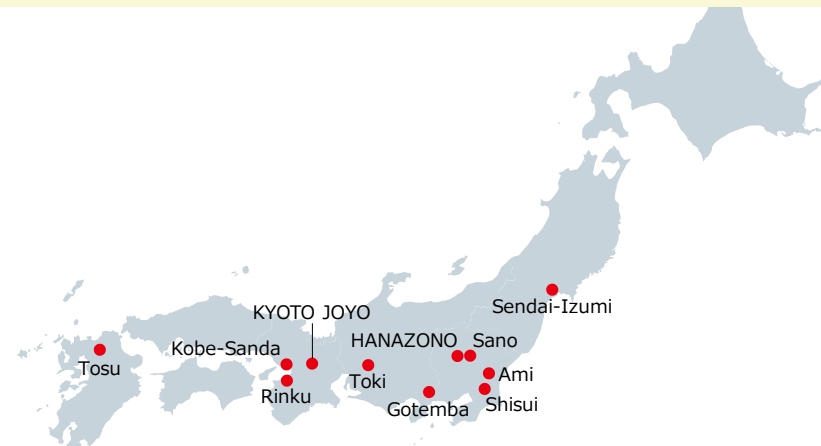 Sendai-Izumi
KYOTO JOYO
HANAZONO
Sano
Kobe-Sanda
Tosu
Ami
Toki
Rinku
Shisui
Gotemba